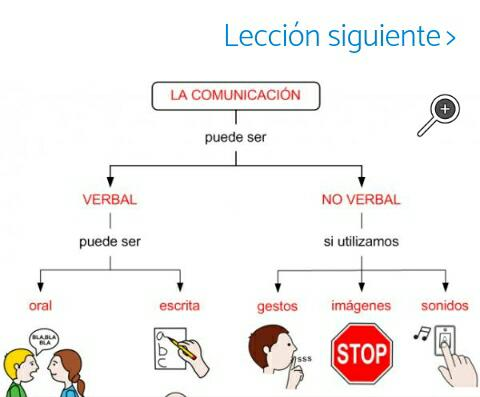 Lección siguiente >
LA COMUNICACIÓN
puede ser
VERBAL NO VERBAL
puede ser si utilizamos
oral escrita gestos imágenes sonidos
BLA,BLA
BLA
a
b
c
sss
STOP